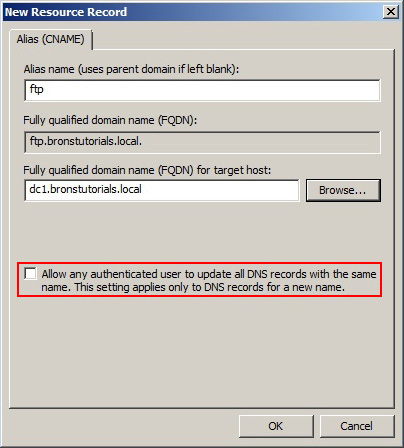 New Resource Record
Alias (CNAME)
Alias name (uses parent domain if left blank):
ftp
Fully qualified domain name (FQDN):
ftp.bronstutorials.local.
Fully qualified domain name (FQDN) for target host:
dc1.bronstutorials.local
Browse...
Allow any authenticated user to update all DNS records with the same
name. This setting applies only to DNS records for a new name.
OK
Cancel